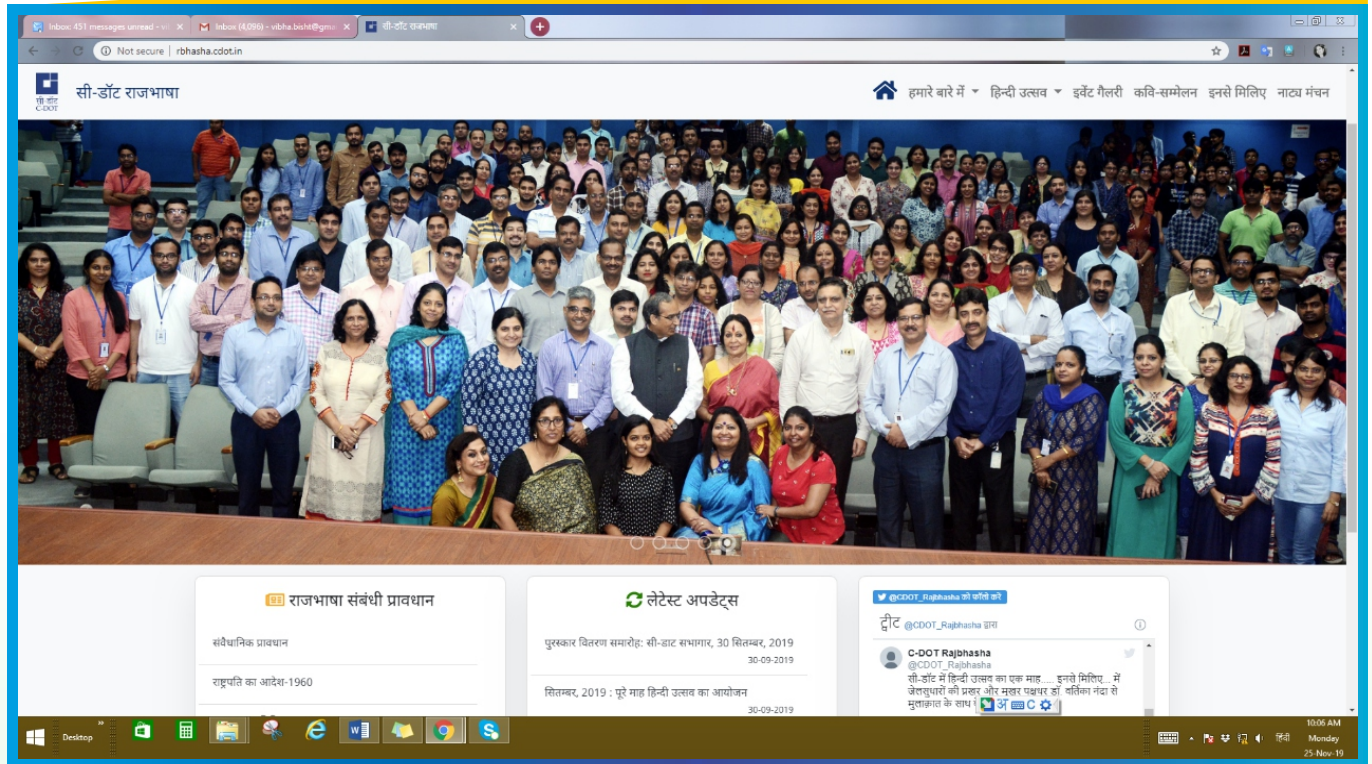 Inbox: 451 messages unread - vi
Inbox (4,096) - vibha.bisht@gma
सी-डॉट राजभाषा
Not secure | rbhasha.cdot.in
सी-डॉट
C-DOT
सी-डॉट राजभाषा
हमारे बारे में
हिन्दी उत्सव
इवेंट गैलरी
कवि-सम्मेलन
इनसे मिलिए
नाट्य मंचन
राजभाषा संबंधी प्रावधान
संवैधानिक प्रावधान
राष्ट्रपति का आदेश-1960
लेटेस्ट अपडेट्स
पुरस्कार वितरण समारोह: सी-डाट सभागार, 30 सितम्बर, 2019
30-09-2019
सितम्बर, 2019 : पूरे माह हिन्दी उत्सव का आयोजन
30-09-2019
@CDOT_Rajbhasha को फॉलो करें
ट्वीट @CDOT_Rajbhasha द्वारा
C-DOT Rajbhasha
@CDOT_Rajbhasha
सी-डॉट में हिन्दी उत्सव का एक माह..... इनसे मिलिए... में
जेलसुधारों की प्रखर और मुखर पक्षधर डॉ वर्तिका नंदा से
मुलाक़ात के साथ
अ C
Desktop
हिंदी
10:06 AM
Monday
25-Nov-19